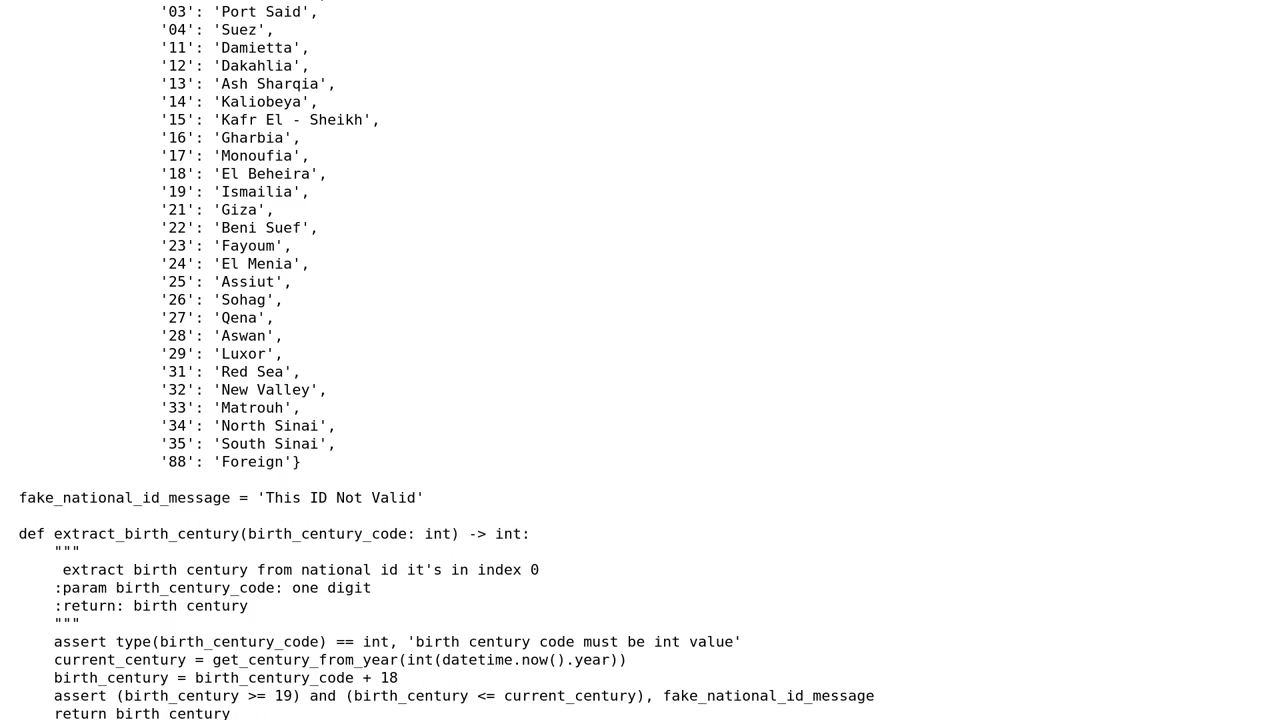 '03': 'Port Said',
'04': 'Suez',
'11': 'Damietta',
'12': 'Dakahlia',
'13': 'Ash Sharqia',
'14': 'Kaliobeya',
'15': 'Kafr El - Sheikh',
'16': 'Gharbia',
'17': 'Monoufia',
'18': 'El Beheira',
'19': 'Ismailia',
'21': 'Giza',
'22': 'Beni Suef',
'23': 'Fayoum',
'24': 'El Menia',
'25': 'Assiut',
'26': 'Sohag',
'27': 'Qena',
'28': 'Aswan',
'29': 'Luxor',
'31': 'Red Sea',
'32': 'New Valley',
'33': 'Matrouh',
'34': 'North Sinai',
'35': 'South Sinai',
'88': 'Foreign'}
fake_national_id_message = 'This ID Not Valid'
def extract_birth_century(birth_century_code: int) -> int:
"""
extract birth century from national id it's in index 0
:param birth_century_code: one digit
:return: birth century
"""
assert type(birth_century_code) == int, 'birth century code must be int value'
current_century = get_century_from_year(int(datetime.now().year))
birth_century = birth_century_code + 18
assert (birth_century >= 19) and (birth_century <= current_century), fake_national_id_message
return birth_century